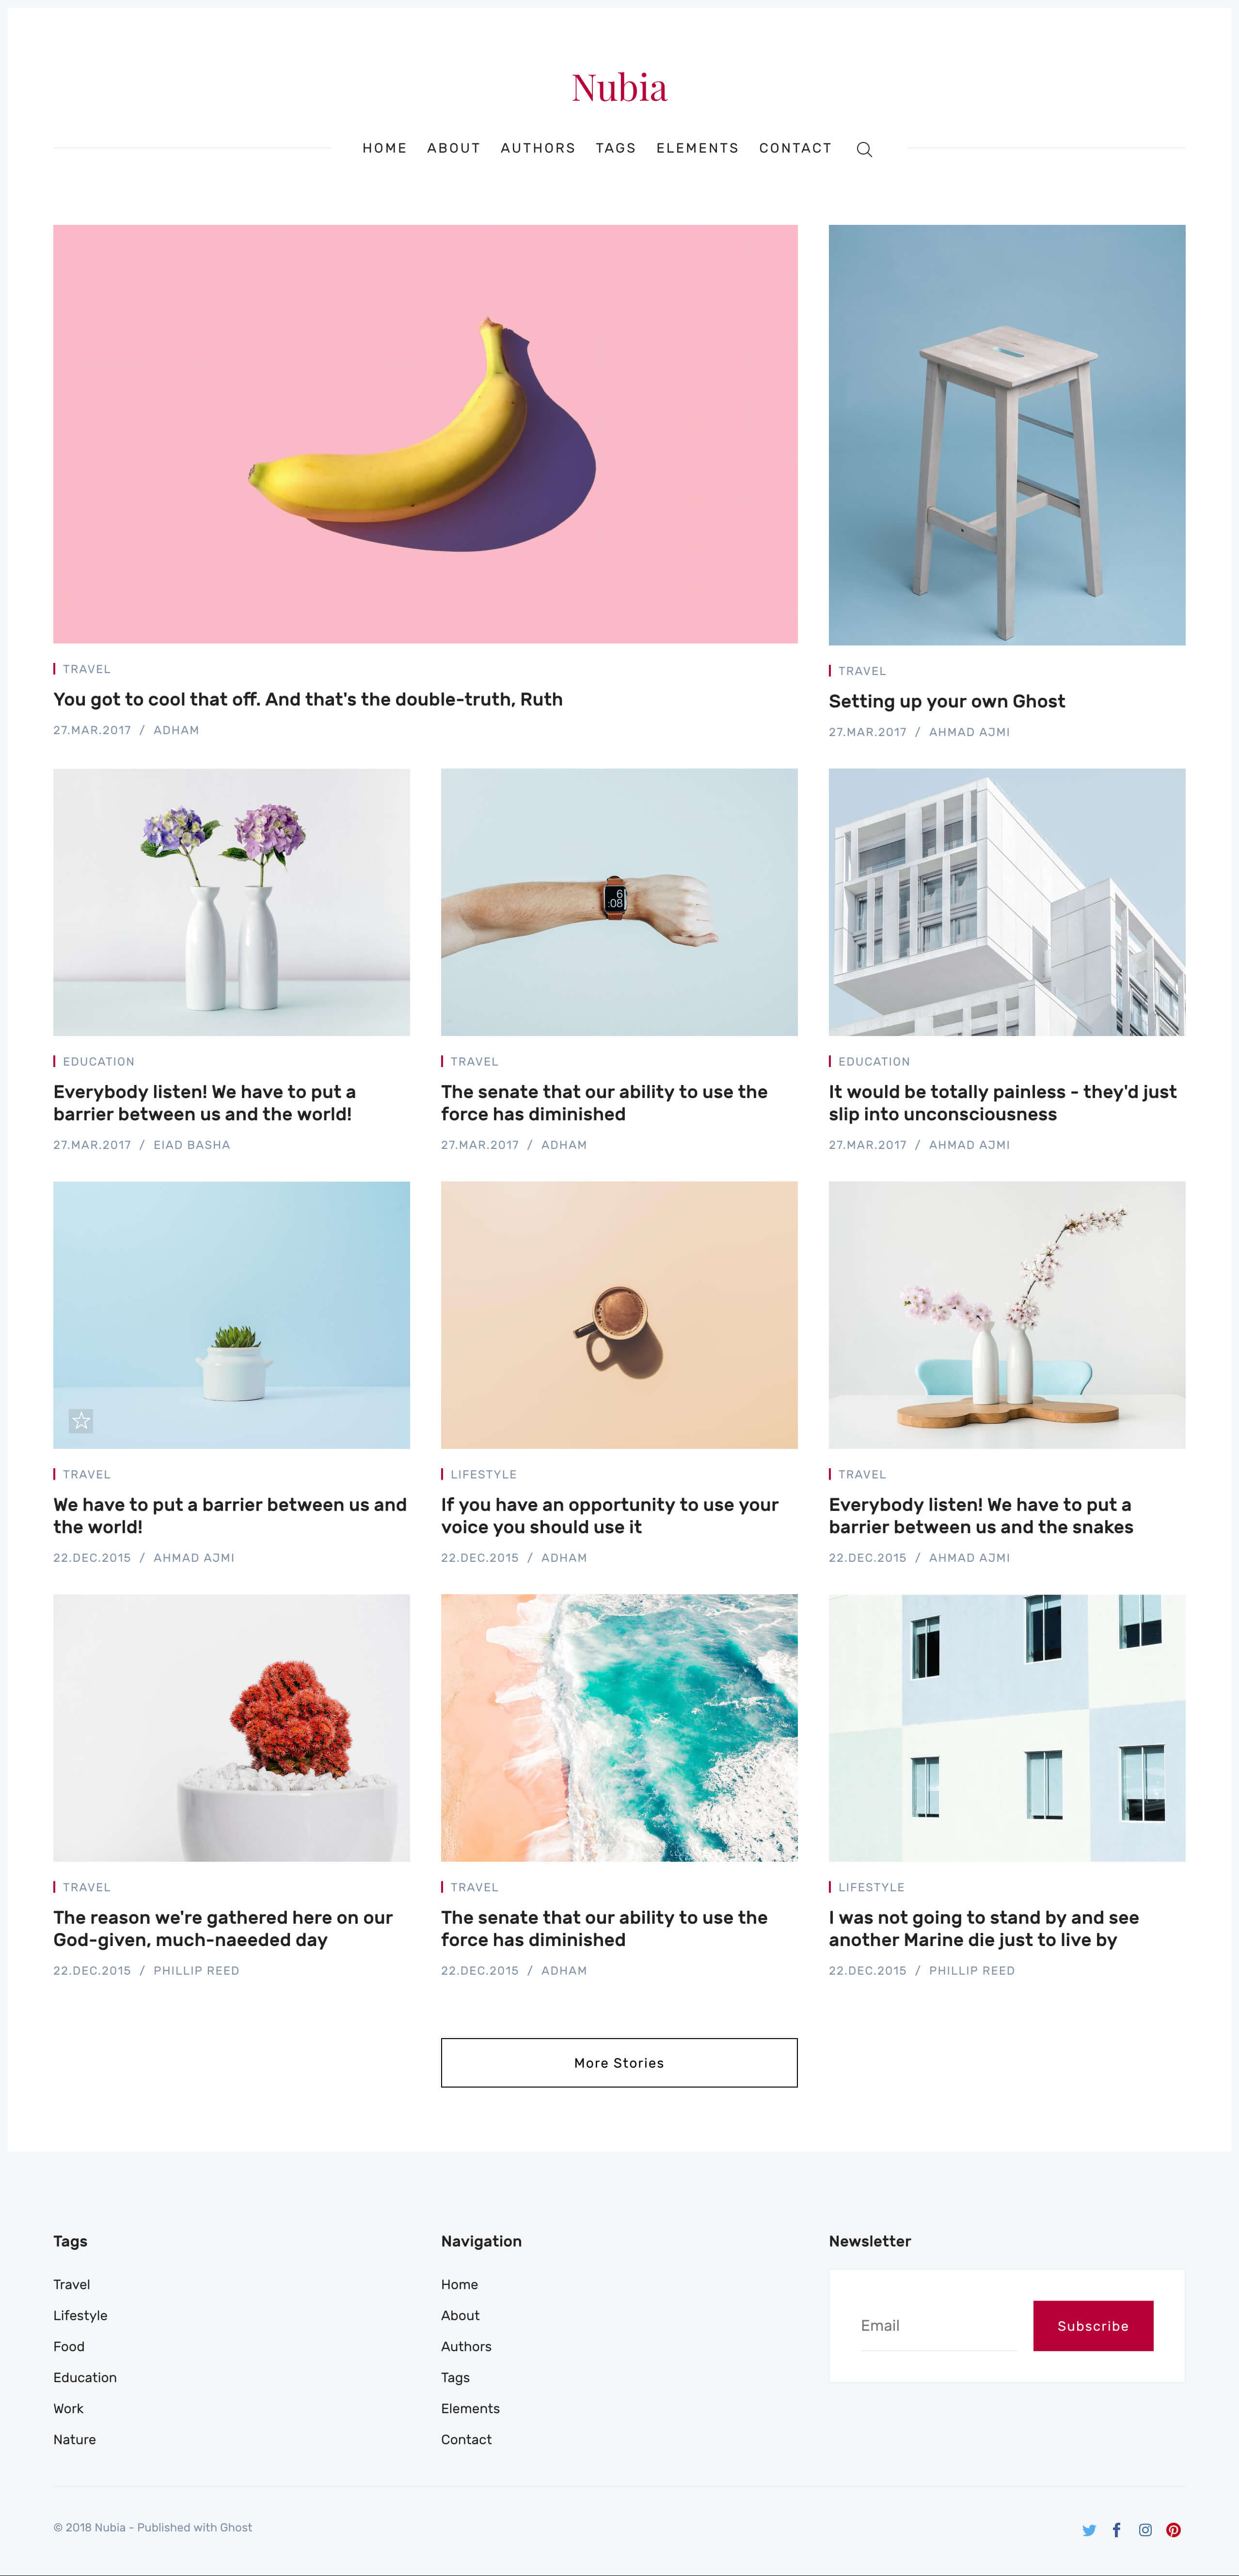 Nubia
HOME ABOUT AUTHORS TAGS ELEMENTS CONTACT
TRAVEL
You got to cool that off. And that's the double-truth, Ruth
27.MAR.2017 / ADHAM
TRAVEL
Setting up your own Ghost
27.MAR.2017 / AHMAD AJMI
6
:08
EDUCATION
Everybody listen! We have to put a
barrier between us and the world!
27.MAR.2017 / EIAD BASHA
TRAVEL
The senate that our ability to use the
force has diminished
27.MAR.2017 / ADHAM
EDUCATION
It would be totally painless - they'd just
slip into unconsciousness
27.MAR.2017 / AHMAD AJMI
TRAVEL
We have to put a barrier between us and
the world!
22.DEC.2015 / AHMAD AJMI
LIFESTYLE
If you have an opportunity to use your
voice you should use it
22.DEC.2015 / ADHAM
TRAVEL
Everybody listen! We have to put a
barrier between us and the snakes
22.DEC.2015 / AHMAD AJMI
TRAVEL
The reason we're gathered here on our
God-given, much-naeeded day
22.DEC.2015 / PHILLIP REED
TRAVEL
The senate that our ability to use the
force has diminished
22.DEC.2015 / ADHAM
LIFESTYLE
I was not going to stand by and see
another Marine die just to live by
22.DEC.2015 / PHILLIP REED
More Stories
Tags
Travel
Lifestyle
Food
Education
Work
Nature
Navigation
Home
About
Authors
Tags
Elements
Contact
Newsletter
Email
Subscribe
© 2018 Nubia - Published with Ghost